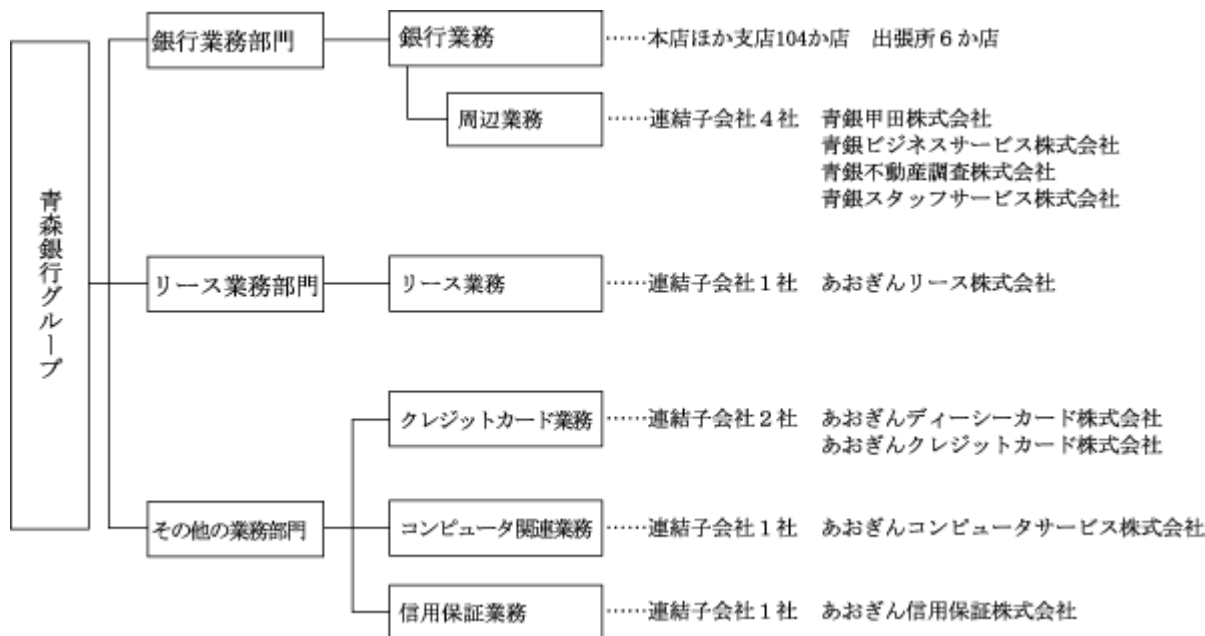 青森銀行グループ
銀行業務部門
銀行業務
……本店ほか支店104か店　出張所６か店
周辺業務
……連結子会社４社　青銀甲田株式会社
青銀ビジネスサービス株式会社
青銀不動産調査株式会社
青銀スタッフサービス株式会社
リース業務部門
リース業務
……連結子会社１社　あおぎんリース株式会社
その他の業務部門
クレジットカード業務
……連結子会社２社　あおぎんディーシーカード株式会社
あおぎんクレジットカード株式会社
コンピュータ関連業務
……連結子会社１社　あおぎんコンピュータサービス株式会社
信用保証業務
……連結子会社１社　あおぎん信用保証株式会社